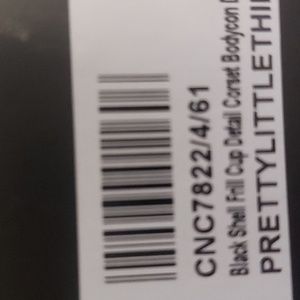 CNC7822/4/61
Black Shell Frill Cup Detail Corset Bodycon
PRETTYLITTLETHI